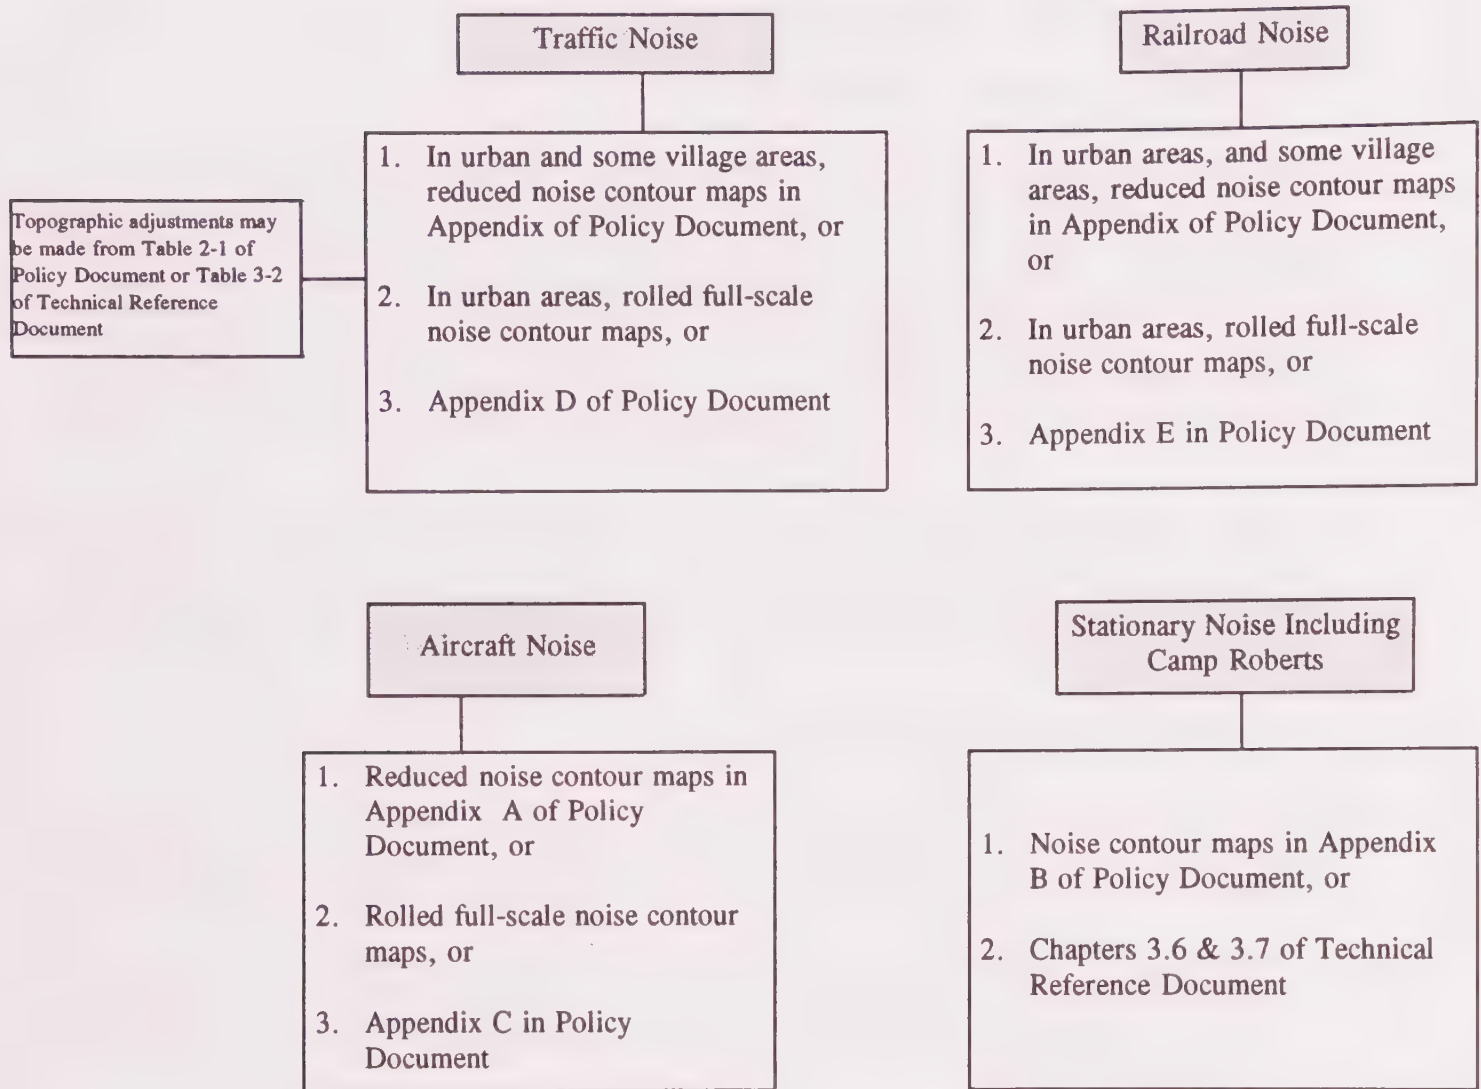 Traffic Noise
Topographic adjustments may
be made from Table 2-1 of
Policy Document or Table 3-2
of Technical Reference
Document
1. In urban and some village areas,
reduced noise contour maps in
Appendix of Policy Document, or
2. In urban areas, rolled full-scale
noise contour maps, or
3. Appendix D of Policy Document
Railroad Noise
1. In urban areas, and some village
areas, reduced noise contour maps
in Appendix of Policy Document,
or
2. In urban areas, rolled full-scale
noise contour maps, or
3. Appendix E in Policy Document
Aircraft Noise
1. Reduced noise contour maps in
Appendix A of Policy
Document, or
2. Rolled full-scale noise contour
maps, or
3. Appendix C in Policy
Document
Stationary Noise Including
Camp Roberts
1. Noise contour maps in Appendix
B of Policy Document, or
2. Chapters 3.6 & 3.7 of Technical
Reference Document